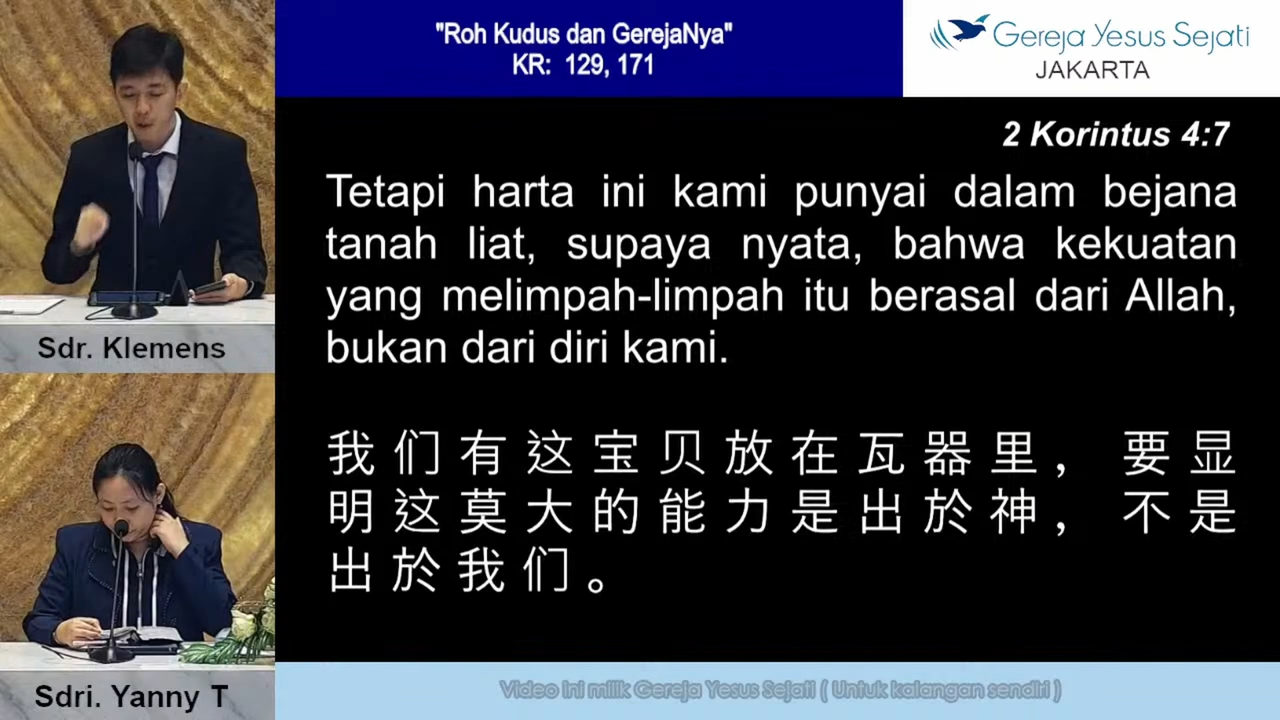 "Roh Kudus dan GerejaNya"
KR: 129, 171
Gereja Yesus Sejati
JAKARTA
2 Korintus 4:7
Tetapi harta ini kami punyai dalam bejana
tanah liat, supaya nyata, bahwa kekuatan
yang melimpah-limpah itu berasal dari Allah,
bukan dari diri kami.
我们有这宝贝放在瓦器里，要显
明这莫大的能力是出於神，不是
出於我们。
Sdr. Klemens
Sdri. Yanny T
Video ini milik Gereja Yesus Sejati ( Untuk kalangan sendiri )